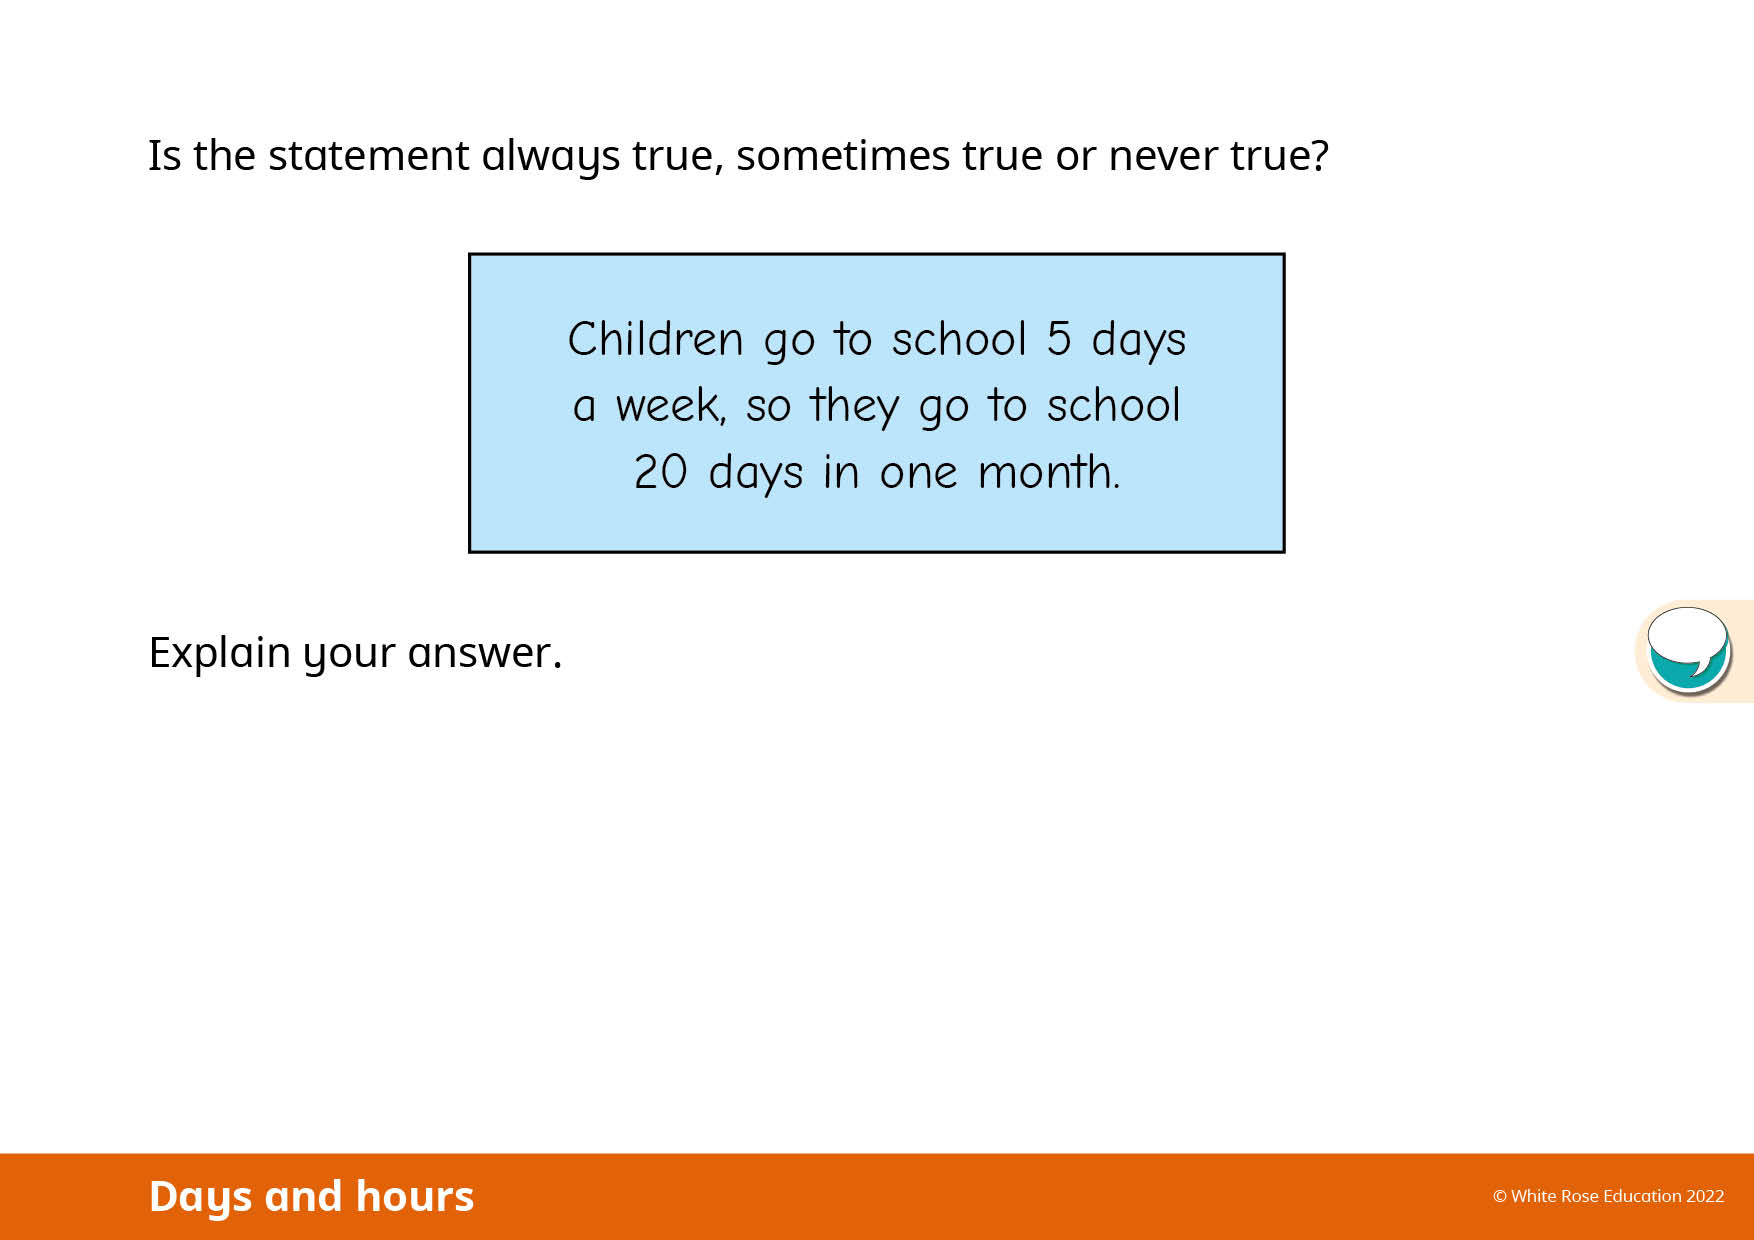 Is the statement always true, sometimes true or never true?
Children go to school 5 days
a week, so they go to school
20 days in one month.
Explain your answer.
Days and hours
© White Rose Education 2022